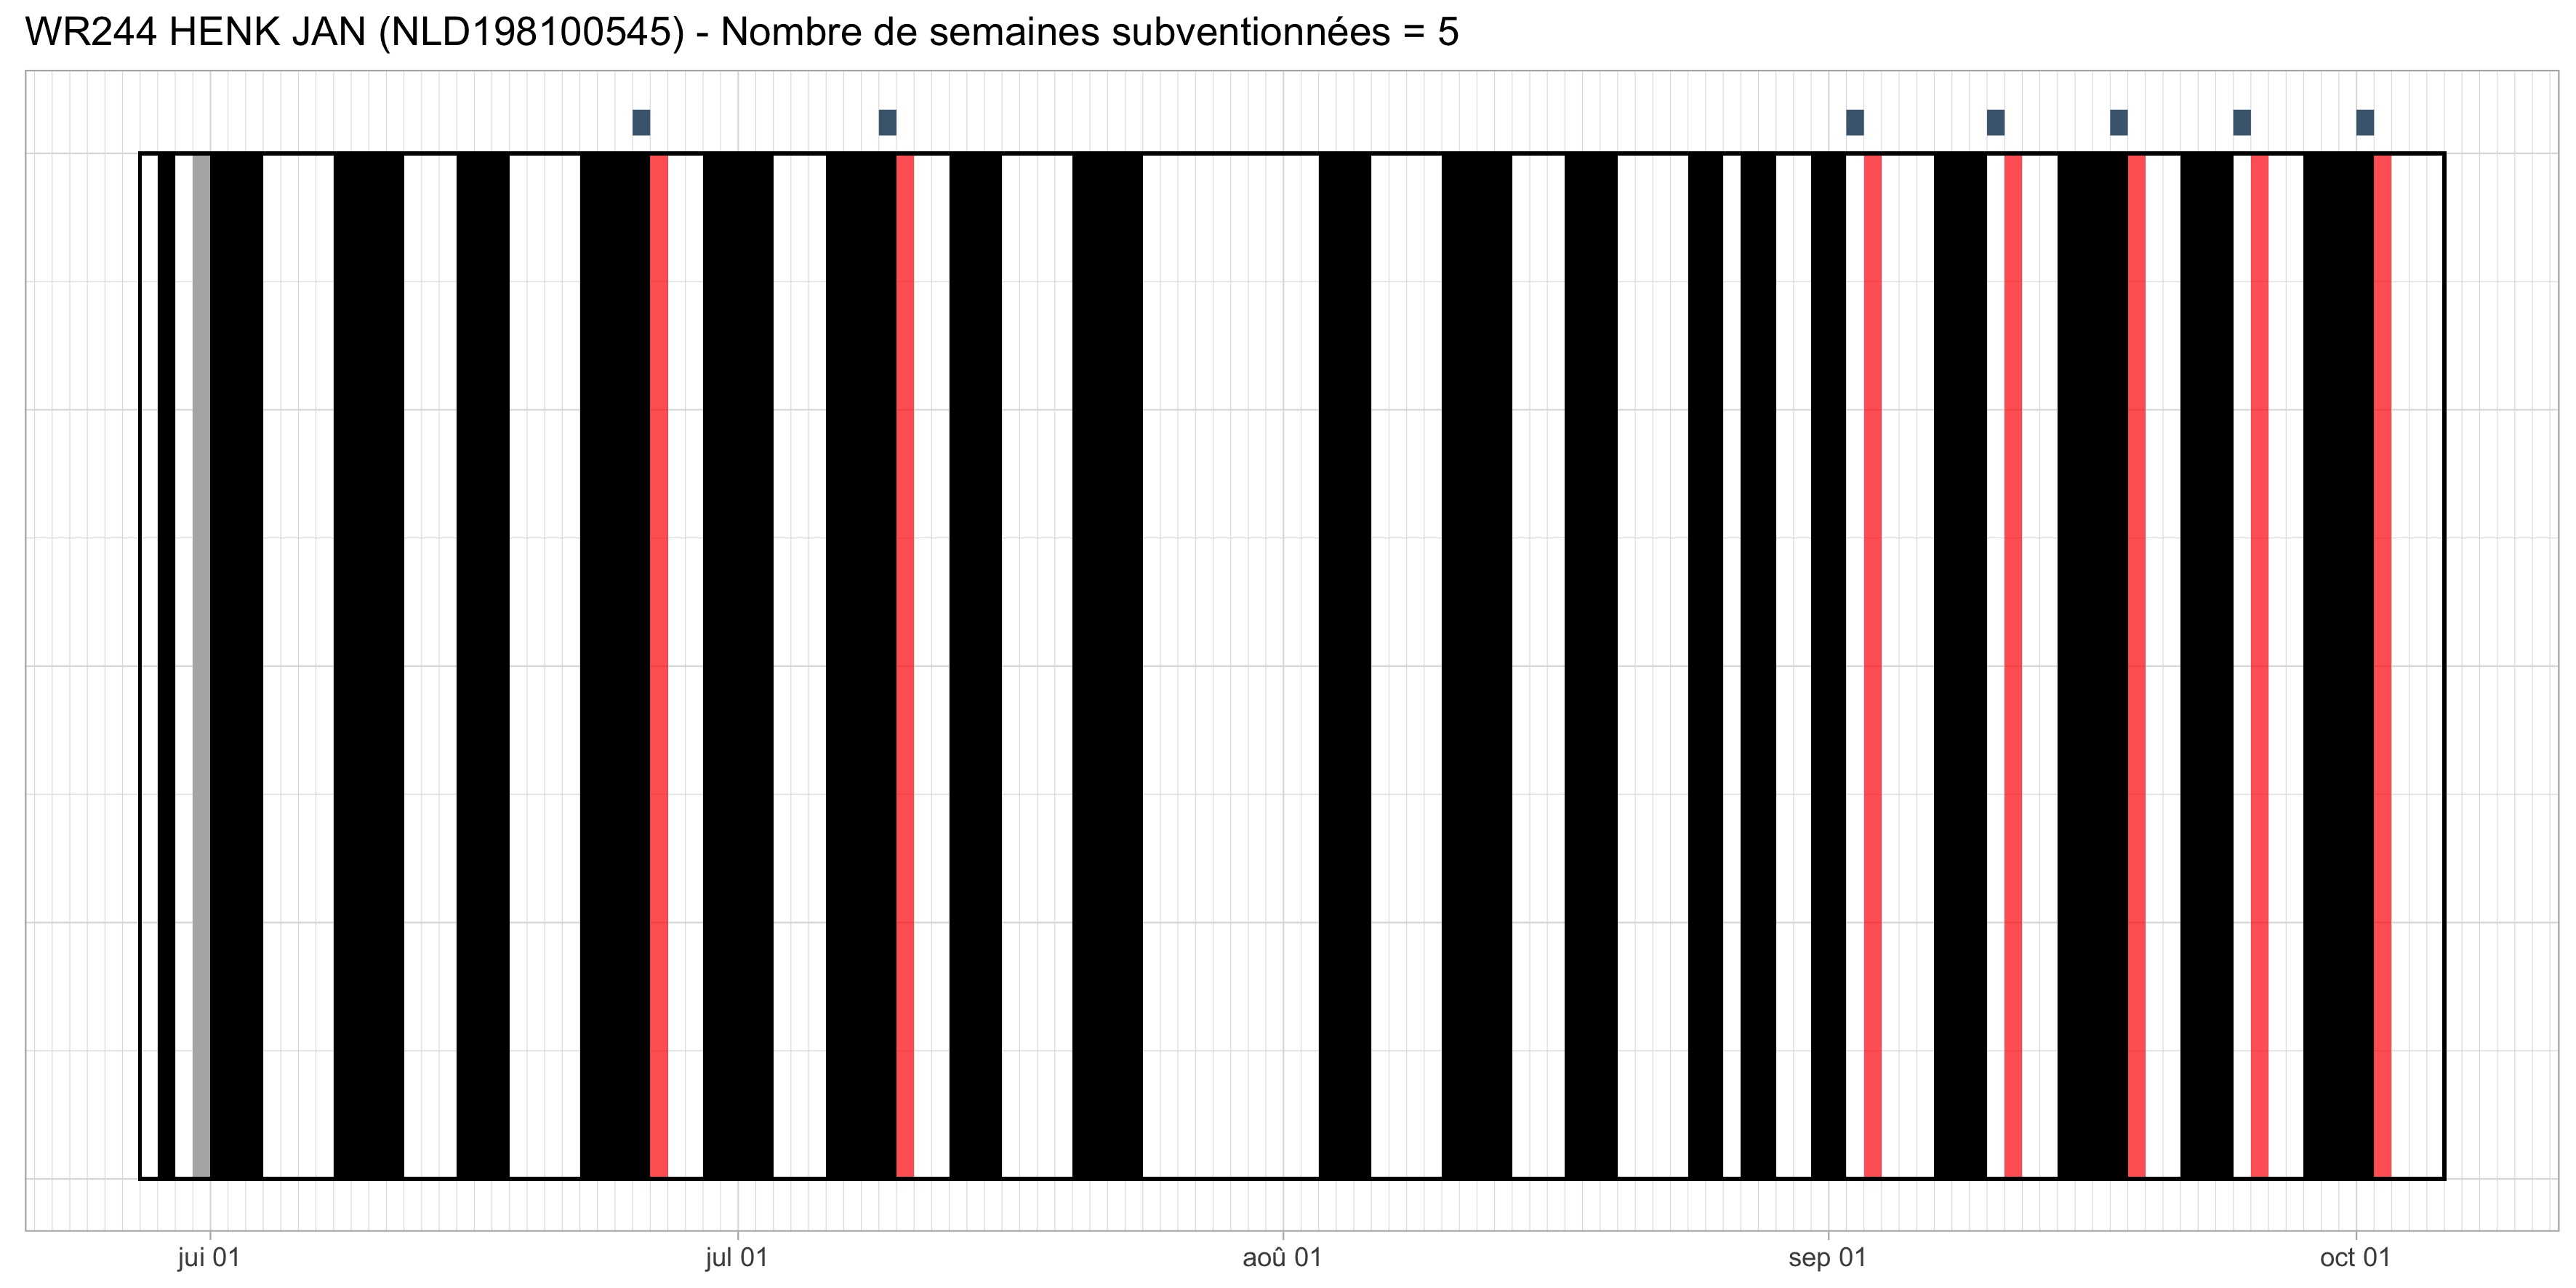 WR244 HENK JAN (NLD198100545) - Nombre de semaines subventionnées = 5
jui 01
jul 01
aoû 01
sep 01
oct 01